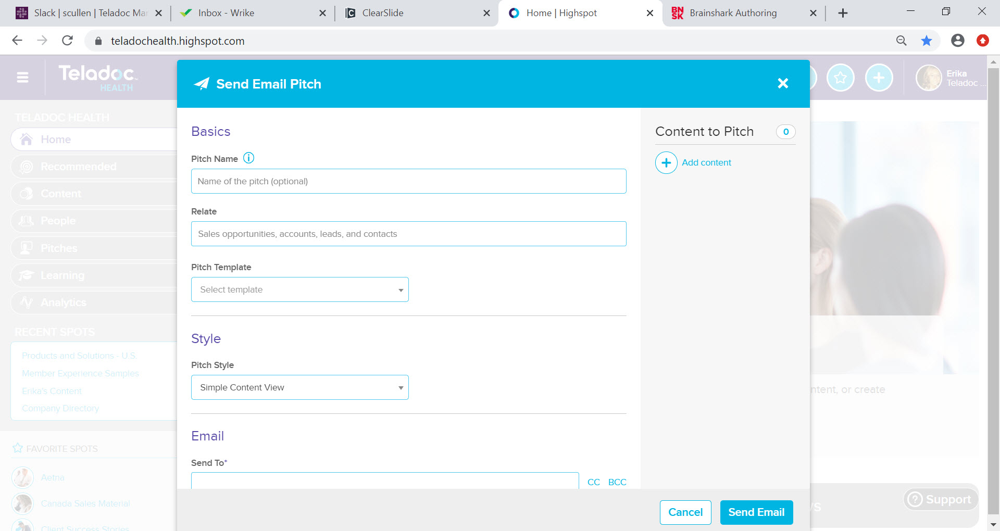 Slack | scullen | Teladoc Mar
Inbox - Wrike
ClearSlide
Home | Highspot
BN
SK
Brainshark Authoring
teladochealth.highspot.com
Teladoc
HEALTH
Send Email Pitch
Erika
Teladoc ...
TELADOC HEALTH
Home
Recommended
Content
People
Pitches
Learning
Analytics
RECENT SPOTS
Products and Solutions - U.S.
Member Experience Samples
Erika's Content
Company Directory
FAVORITE SPOTS
Aetna
Canada Sales Material
Client Success Stories
Basics
Pitch Name
Name of the pitch (optional)
Relate
Sales opportunities, accounts, leads, and contacts
Pitch Template
Select template
Style
Pitch Style
Simple Content View
Email
Send To*
CC BCC
Content to Pitch 0
Add content
ntent, or create
Support
Cancel
Send Email